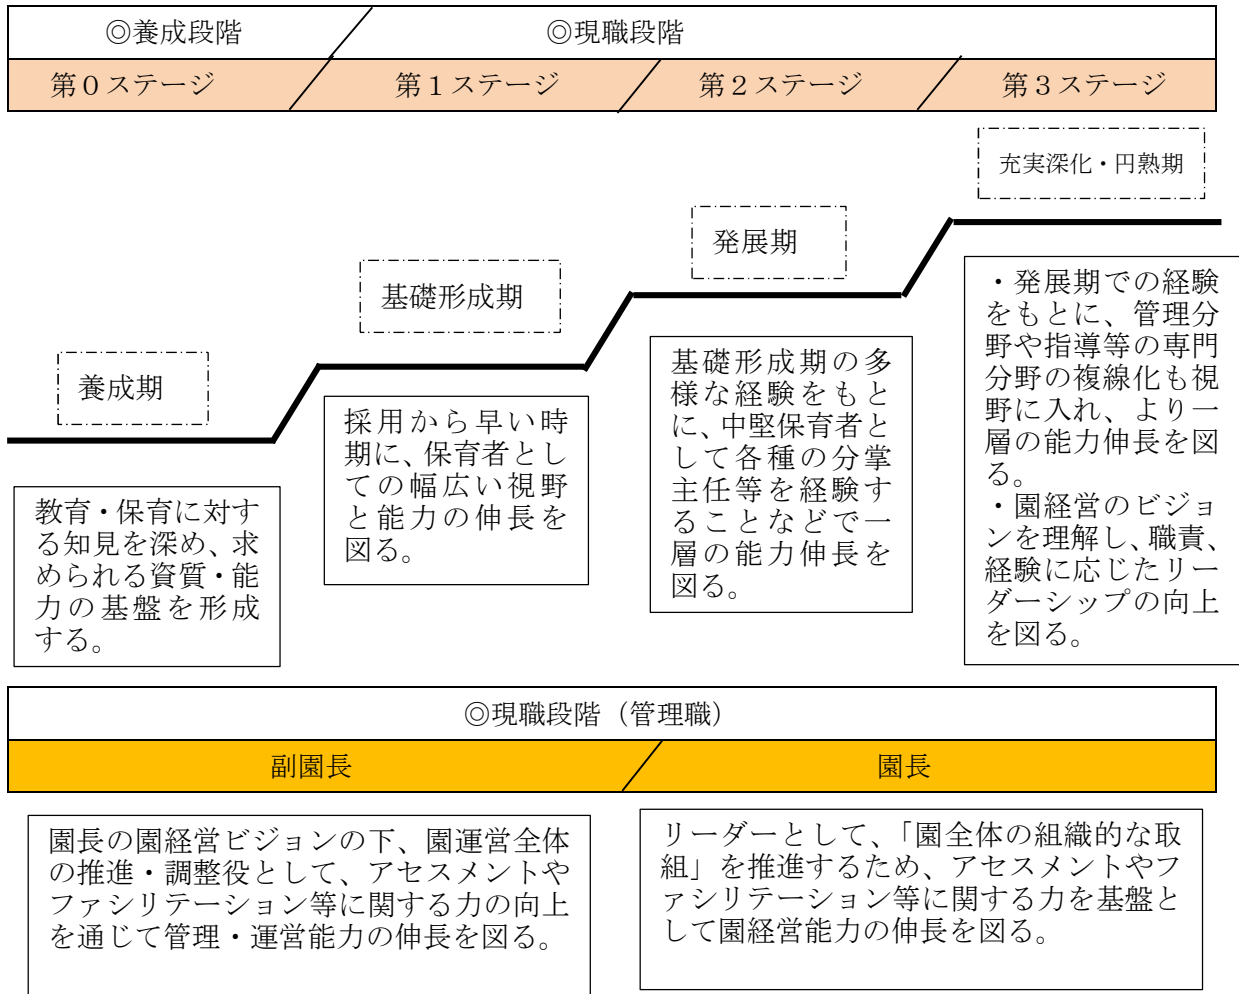 ◎養成段階
◎現職段階
第０ステージ
第１ステージ
第２ステージ
第３ステージ
充実深化・円熟期
発展期
基礎形成期
養成期
教育・保育に対す
る知見を深め、求
められる資質・能
力の基盤を形成
する。
採用から早い時
期に、保育者とし
ての幅広い視野
と能力の伸長を
図る。
基礎形成期の多
様な経験をもと
に、中堅保育者と
して各種の分掌
主任等を経験す
ることなどで一
層の能力伸長を
図る。
・発展期での経験
をもとに、管理分
野や指導等の専門
分野の複線化も視
野に入れ、より一
層の能力伸長を図
る。
・園経営のビジョ
ンを理解し、職責、
経験に応じたリー
ダーシップの向上
を図る。
◎現職段階（管理職）
副園長
園長
園長の園経営ビジョンの下、園運営全体
の推進・調整役として、アセスメントや
ファシリテーション等に関する力の向上
を通じて管理・運営能力の伸長を図る。
リーダーとして、「園全体の組織的な取
組」を推進するため、アセスメントやフ
ァシリテーション等に関する力を基盤と
して園経営能力の伸長を図る。